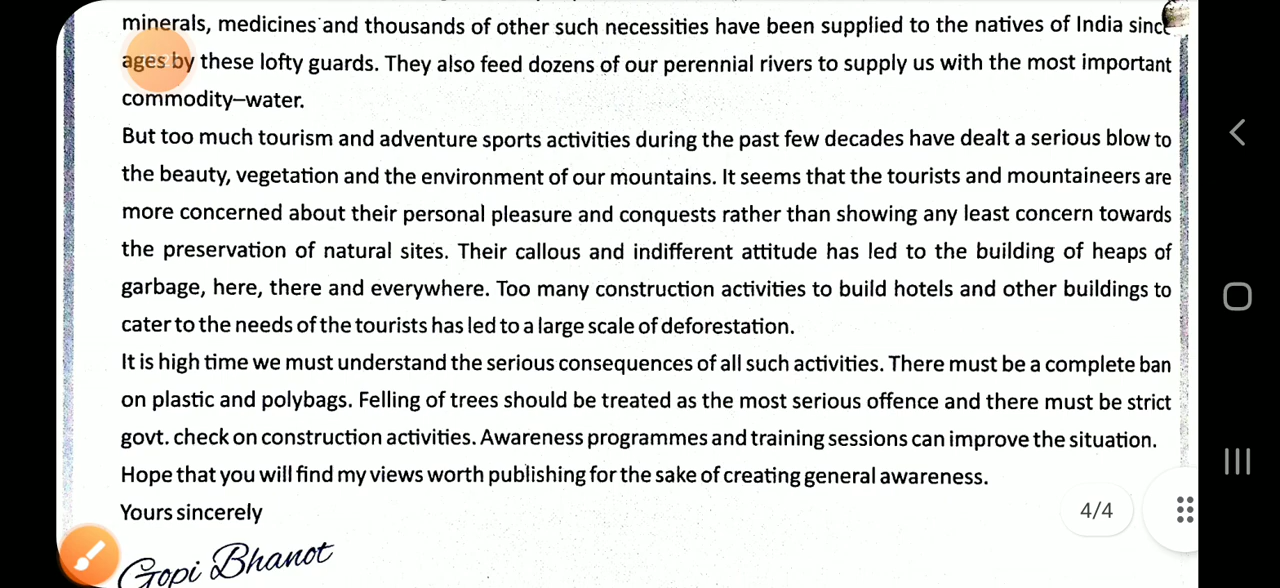 minerals, medicines and thousands of other such necessities have been supplied to the natives of India since
ages by these lofty guards. They also feed dozens of our perennial rivers to supply us with the most important
commodity–water.
But too much tourism and adventure sports activities during the past few decades have dealt a serious blow to
the beauty, vegetation and the environment of our mountains. It seems that the tourists and mountaineers are
more concerned about their personal pleasure and conquests rather than showing any least concern towards
the preservation of natural sites. Their callous and indifferent attitude has led to the building of heaps of
garbage, here, there and everywhere. Too many construction activities to build hotels and other buildings to
cater to the needs of the tourists has led to a large scale of deforestation.
It is high time we must understand the serious consequences of all such activities. There must be a complete ban
on plastic and polybags. Felling of trees should be treated as the most serious offence and there must be strict
govt. check on construction activities. Awareness programmes and training sessions can improve the situation.
Hope that you will find my views worth publishing for the sake of creating general awareness.
Yours sincerely
4/4
Gopi Bhanot